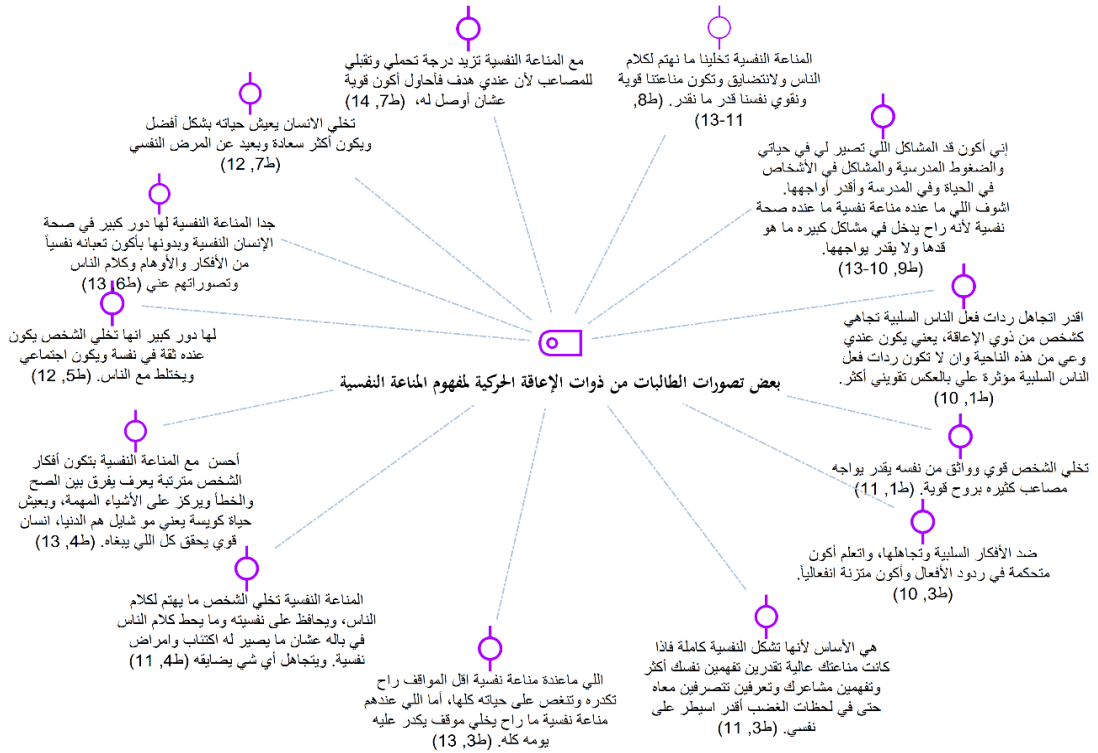 المناعة النفسية تخلينا ما نهتم لكلام
الناس ولانتضايق وتكون مناعتنا قوية
ونقوي نفسنا قدر ما نقدر. (ط8,
11-13)
مع المناعة النفسية تزيد درجة تحملي وتقبلي
للمصاعب لأن عندي هدف فأحاول أكون قوية
عشان أوصل له، (ط7, 14)
تخلي الانسان يعيش حياته بشكل أفضل
ويكون أكثر سعادة وبعيد عن المرض النفسي
(ط7, 12)
إني أكون قد المشاكل اللي تصير لي في حياتي
والضغوط المدرسية والمشاكل في الأشخاص
في الحياة وفي المدرسة وأقدر أواجهها.
اشوف اللي ما عنده مناعة نفسية ما عنده صحة
نفسية لأنه راح يدخل في مشاكل كبيره ما هو
قدها ولا يقدر يواجهها.
(ط9, 10-13)
جدا المناعة النفسية لها دور كبير في صحة
الإنسان النفسية وبدونها بأكون تعبانه نفسياً
من الأفكار والأوهام وكلام الناس
وتصوراتهم عني (ط6, 13)
اقدر اتجاهل ردات فعل الناس السلبية تجاهي
كشخص من ذوي الإعاقة، يعني يكون عندي
وعي من هذه الناحية وان لا تكون ردات فعل
الناس السلبية مؤثرة علي بالعكس تقويني أكثر.
(ط1, 10)
لها دور كبير انها تخلي الشخص يكون
عنده ثقة في نفسة ويكون اجتماعي
ويختلط مع الناس. (ط5, 12)
بعض تصورات الطالبات من ذوات الإعاقة الحركية لمفهوم المناعة النفسية
تخلي الشخص قوي وواثق من نفسه يقدر يواجه
مصاعب كثيره بروح قوية. (ط1, 11)
أحسن مع المناعة النفسية بتكون أفكار
الشخص مترتبة يعرف يفرق بين الصح
والخطأ ويركز على الأشياء المهمة، وبعيش
حياة كويسة يعني مو شايل هم الدنيا، انسان
قوي يحقق كل اللي يبغاه. (ط4, 13)
ضد الأفكار السلبية وتجاهلها، واتعلم أكون
متحكمة في ردود الأفعال وأكون متزنة انفعالياً.
(ط3, 10)
المناعة النفسية تخلي الشخص ما يهتم لكلام
الناس، ويحافظ على نفسيته وما يحط كلام الناس
في باله عشان ما يصير له اكتئاب وامراض
نفسية. ويتجاهل أي شي يضايقه (ط4, 11)
هي الأساس لأنها تشكل النفسية كاملة فاذا
كانت مناعتك عالية تقدرين تفهمين نفسك أكثر
وتفهمين مشاعرك وتعرفين تتصرفين معاه
حتى في لحظات الغضب أقدر اسيطر على
نفسي. (ط3, 11)
اللي ماعندة مناعة نفسية اقل المواقف راح
تكدره وتنغص على حياته كلها، أما اللي عندهم
مناعة نفسية ما راح يخلي موقف يكدر عليه
يومه كله. (ط3, 13)